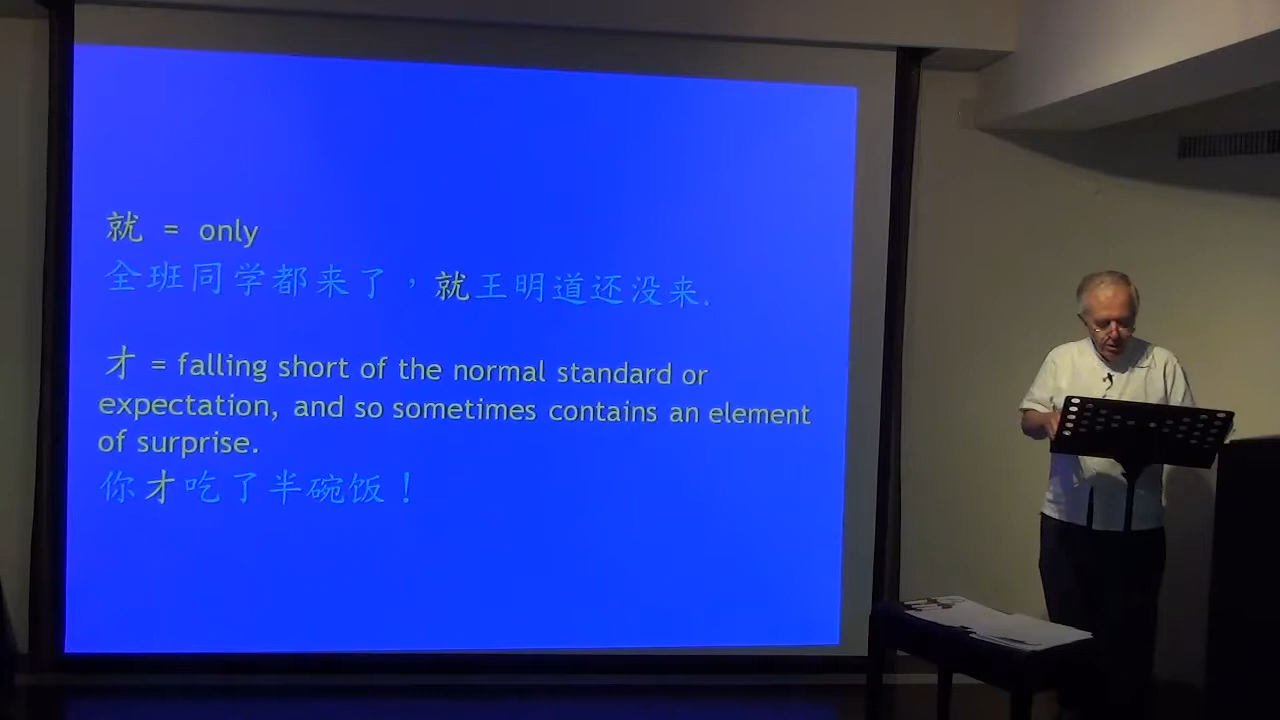 就 = only
全班同学都来了，就王明道还没来.
才 = falling short of the normal standard or
expectation, and so sometimes contains an element
of surprise.
你才吃了半碗饭！